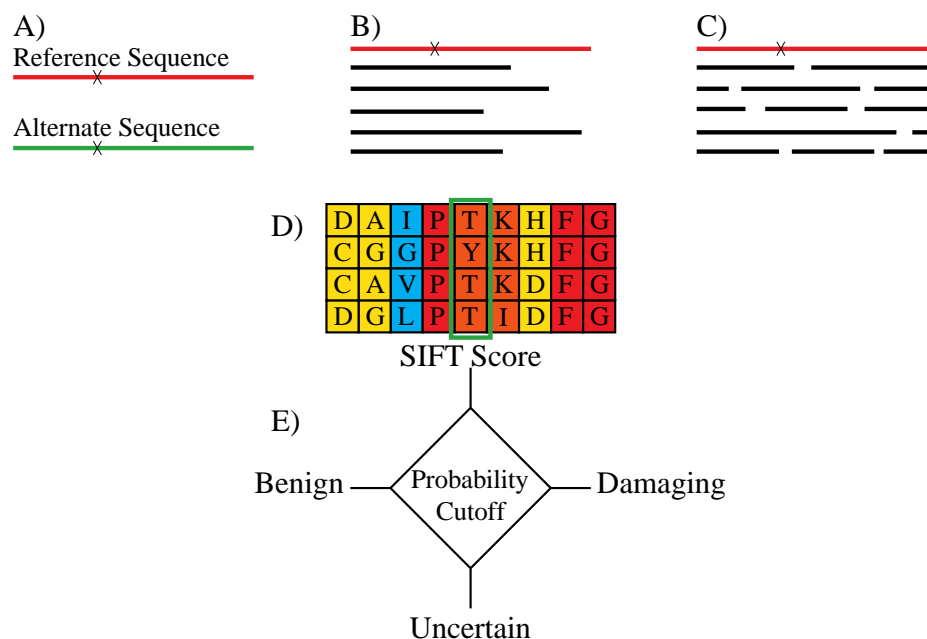 A)
Reference Sequence
Alternate Sequence
B)
C)
D)
D A I P T K H F G
C G G P Y K H F G
C A V P T K D F G
D G L P T I D F G
SIFT Score
E)
Benign
Probability
Cutoff
Damaging
Uncertain